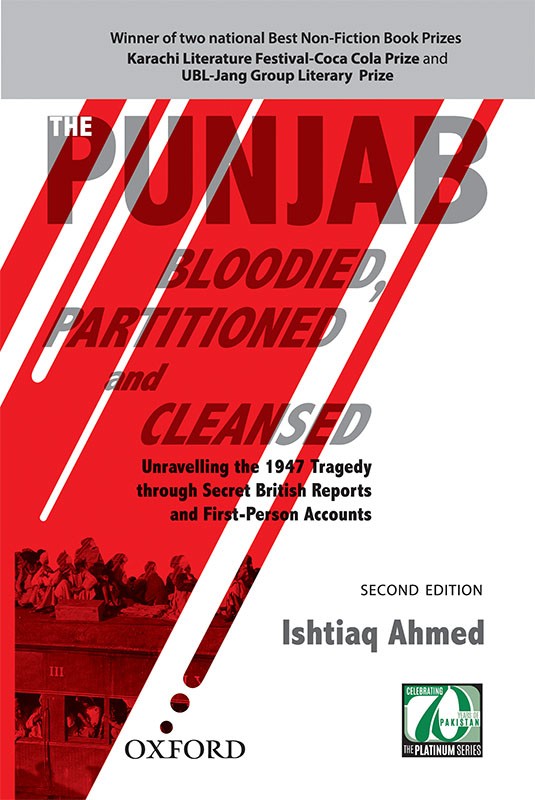 Winner of two national Best Non-Fiction Book Prizes
Karachi Literature Festival-Coca Cola Prize and
UBL-Jang Group Literary Prize
THE
PUNJAB
BLOODIED,
PARTITIONED
and
CLEANSED
Unravelling the 1947 Tragedy
through Secret British Reports
and First-Person Accounts
SECOND EDITION
Ishtiaq Ahmed
III
OXFORD
CELEBRATING
70
YEARS OF
PAKISTAN
THE PLATINUM SERIES